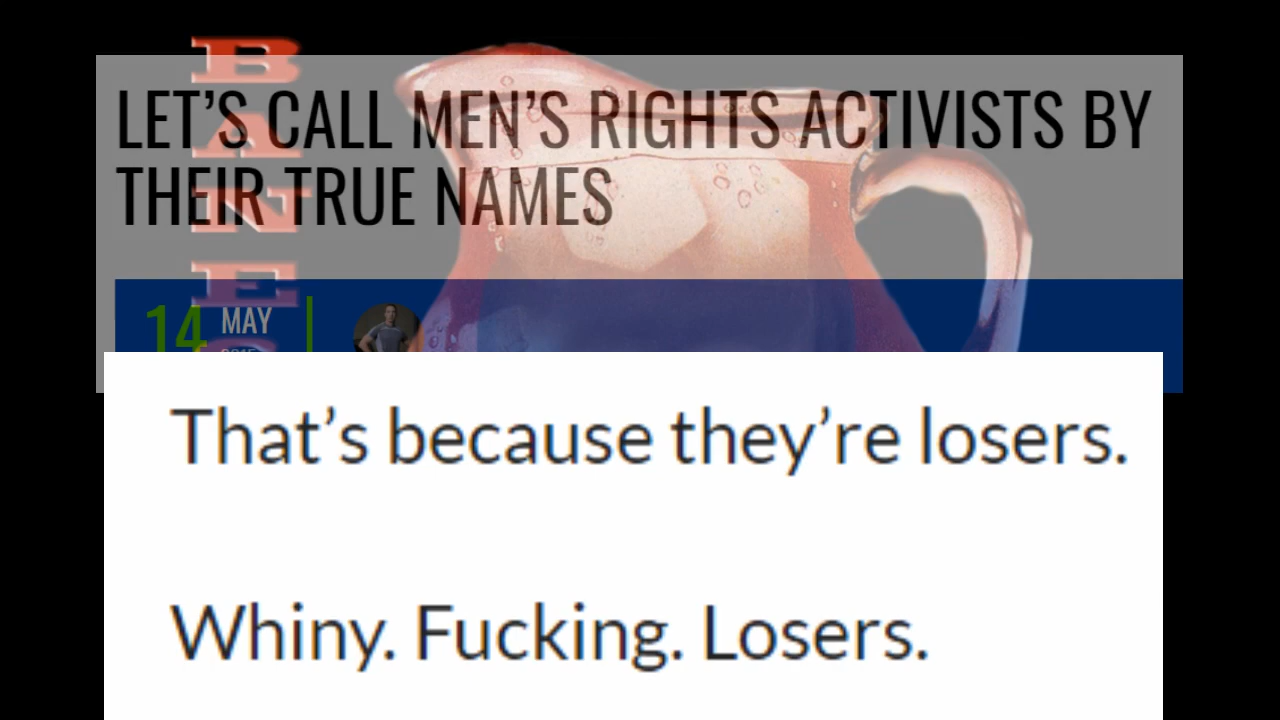 BANE
LET’S CALL MEN’S RIGHTS ACTIVISTS BY
THEIR TRUE NAMES
14 MAY
That’s because they’re losers.
Whiny. Fucking. Losers.